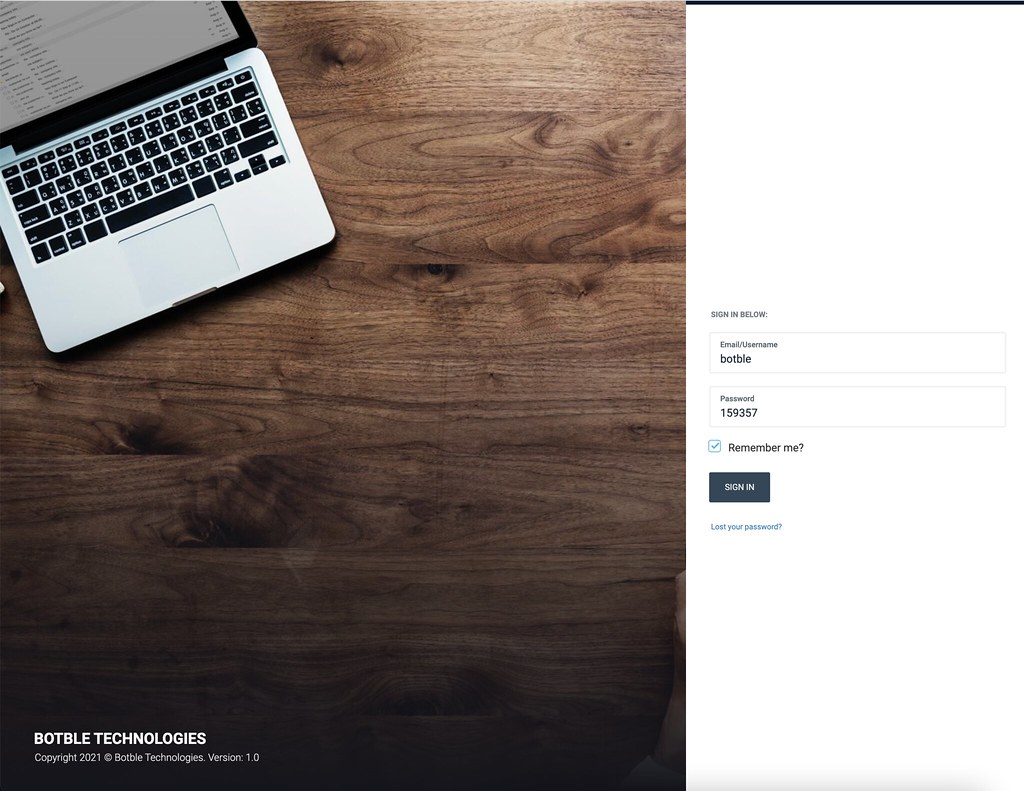 SIGN IN BELOW:
Email/Username
botble
Password
159357
Remember me?
SIGN IN
Lost your password?
BOTBLE TECHNOLOGIES
Copyright 2021 © Botble Technologies. Version: 1.0